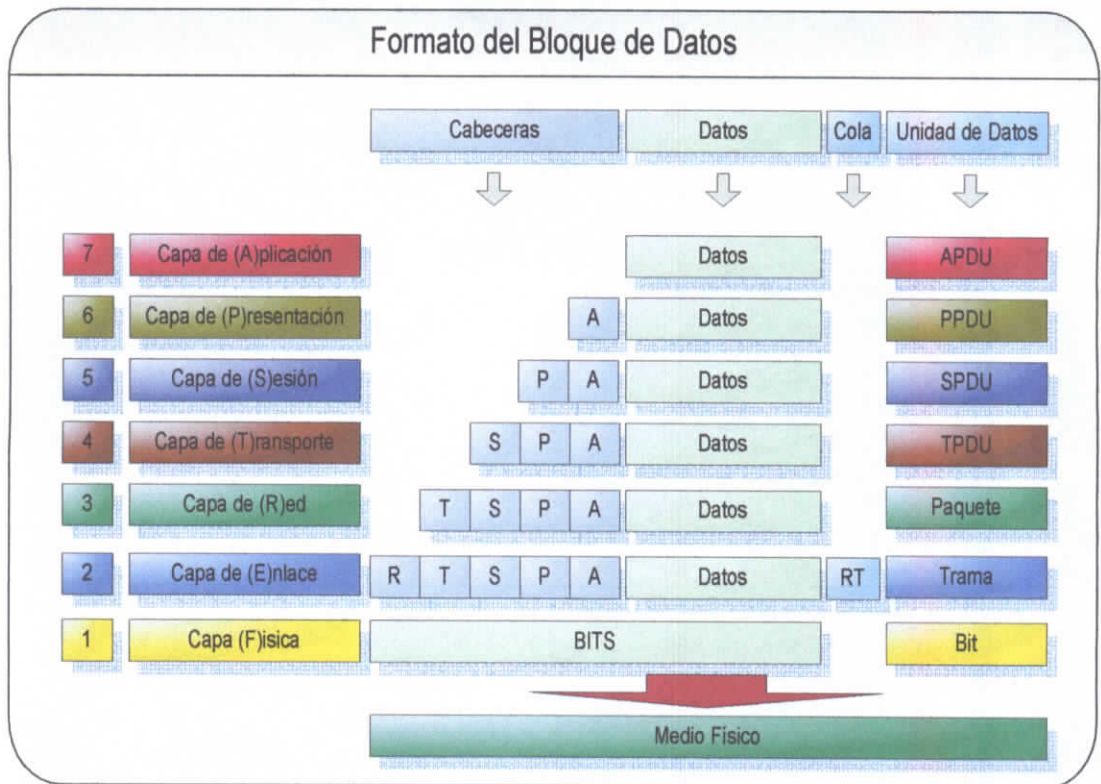 Formato del Bloque de Datos
Cabeceras Datos Cola Unidad de Datos
7 Capa de (A)plicación Datos APDU
6 Capa de (P)resentación A Datos PPDU
5 Capa de (S)esión P A Datos SPDU
4 Capa de (T)ransporte S P A Datos TPDU
3 Capa de (R)ed T S P A Datos Paquete
2 Capa de (E)nlace R T S P A Datos RT Trama
1 Capa (F)isica BITS Bit
Medio Físico